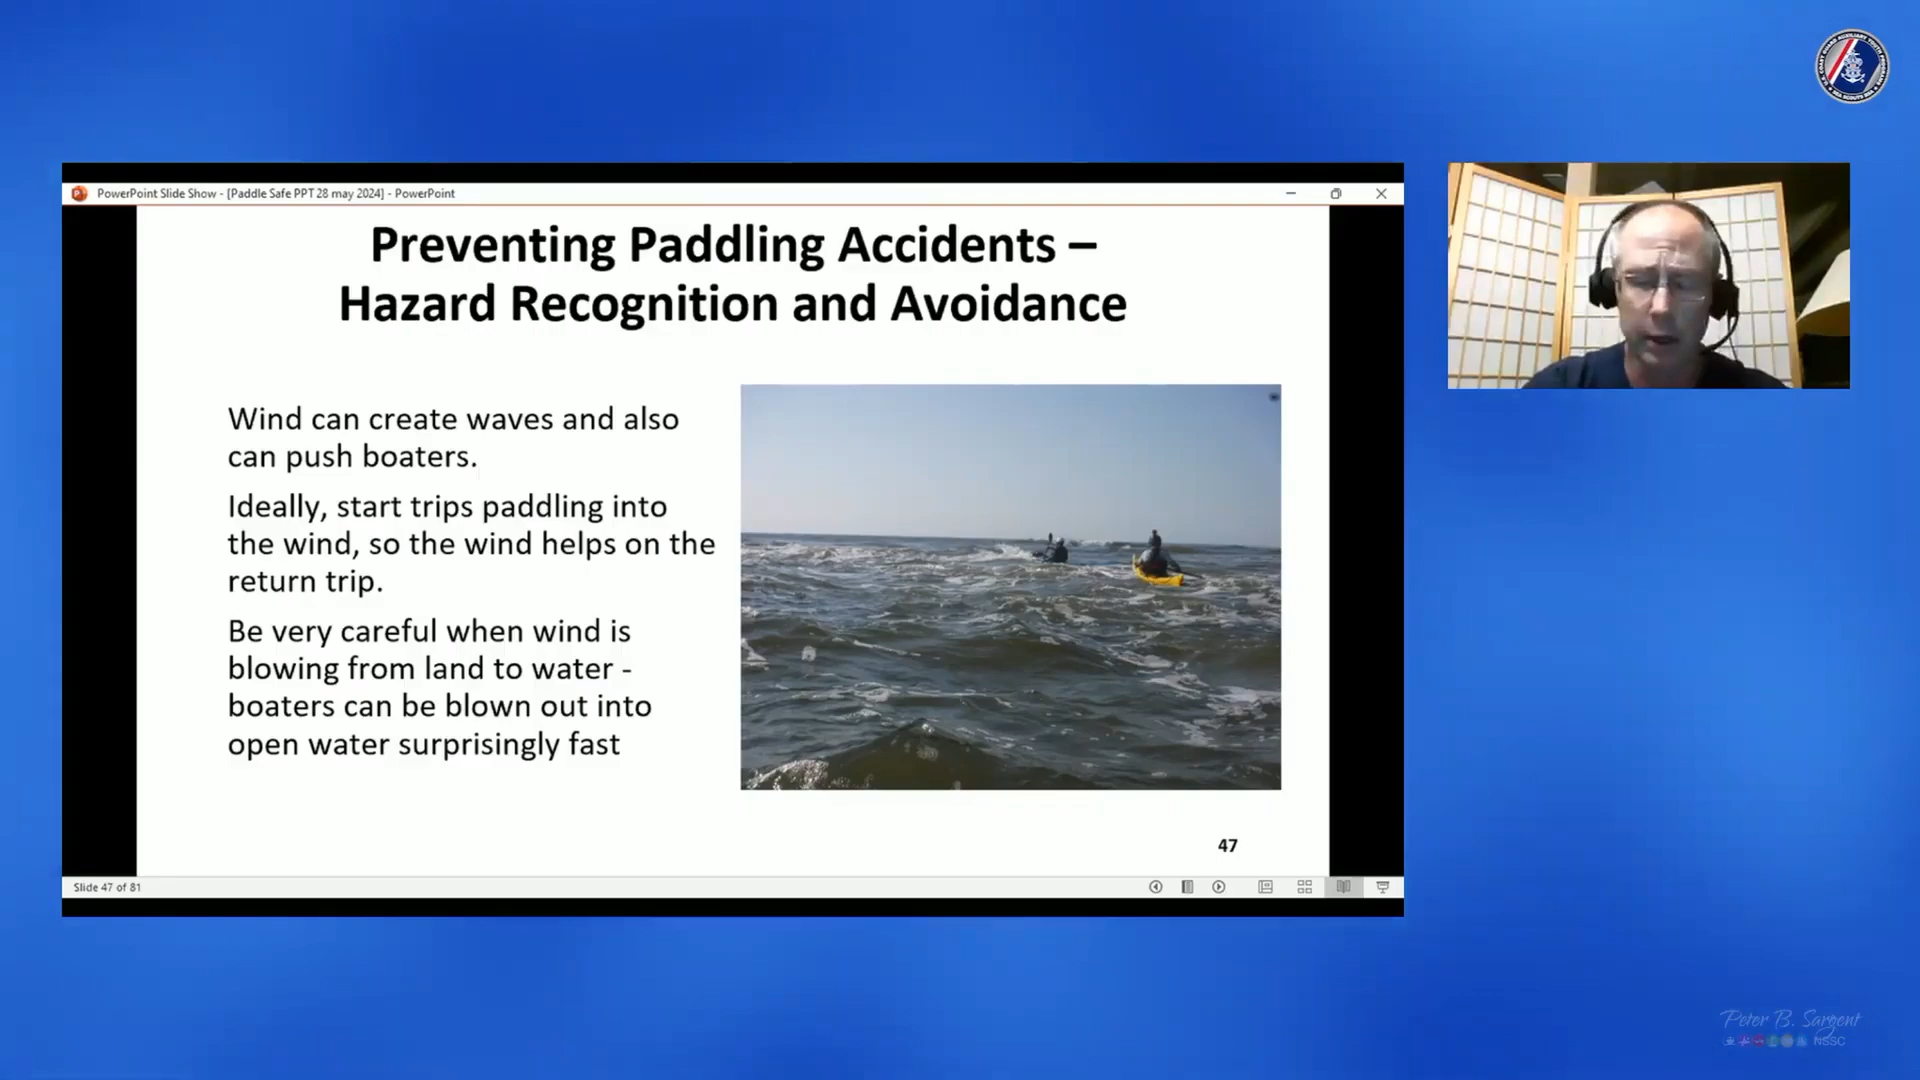 PowerPoint Slide Show - [Paddle Safe PPT 28 may 2024] - PowerPoint
Preventing Paddling Accidents –
Hazard Recognition and Avoidance
Wind can create waves and also
can push boaters.
Ideally, start trips paddling into
the wind, so the wind helps on the
return trip.
Be very careful when wind is
blowing from land to water -
boaters can be blown out into
open water surprisingly fast
47
Slide 47 of 81
Peter B. Sargent
NSSC